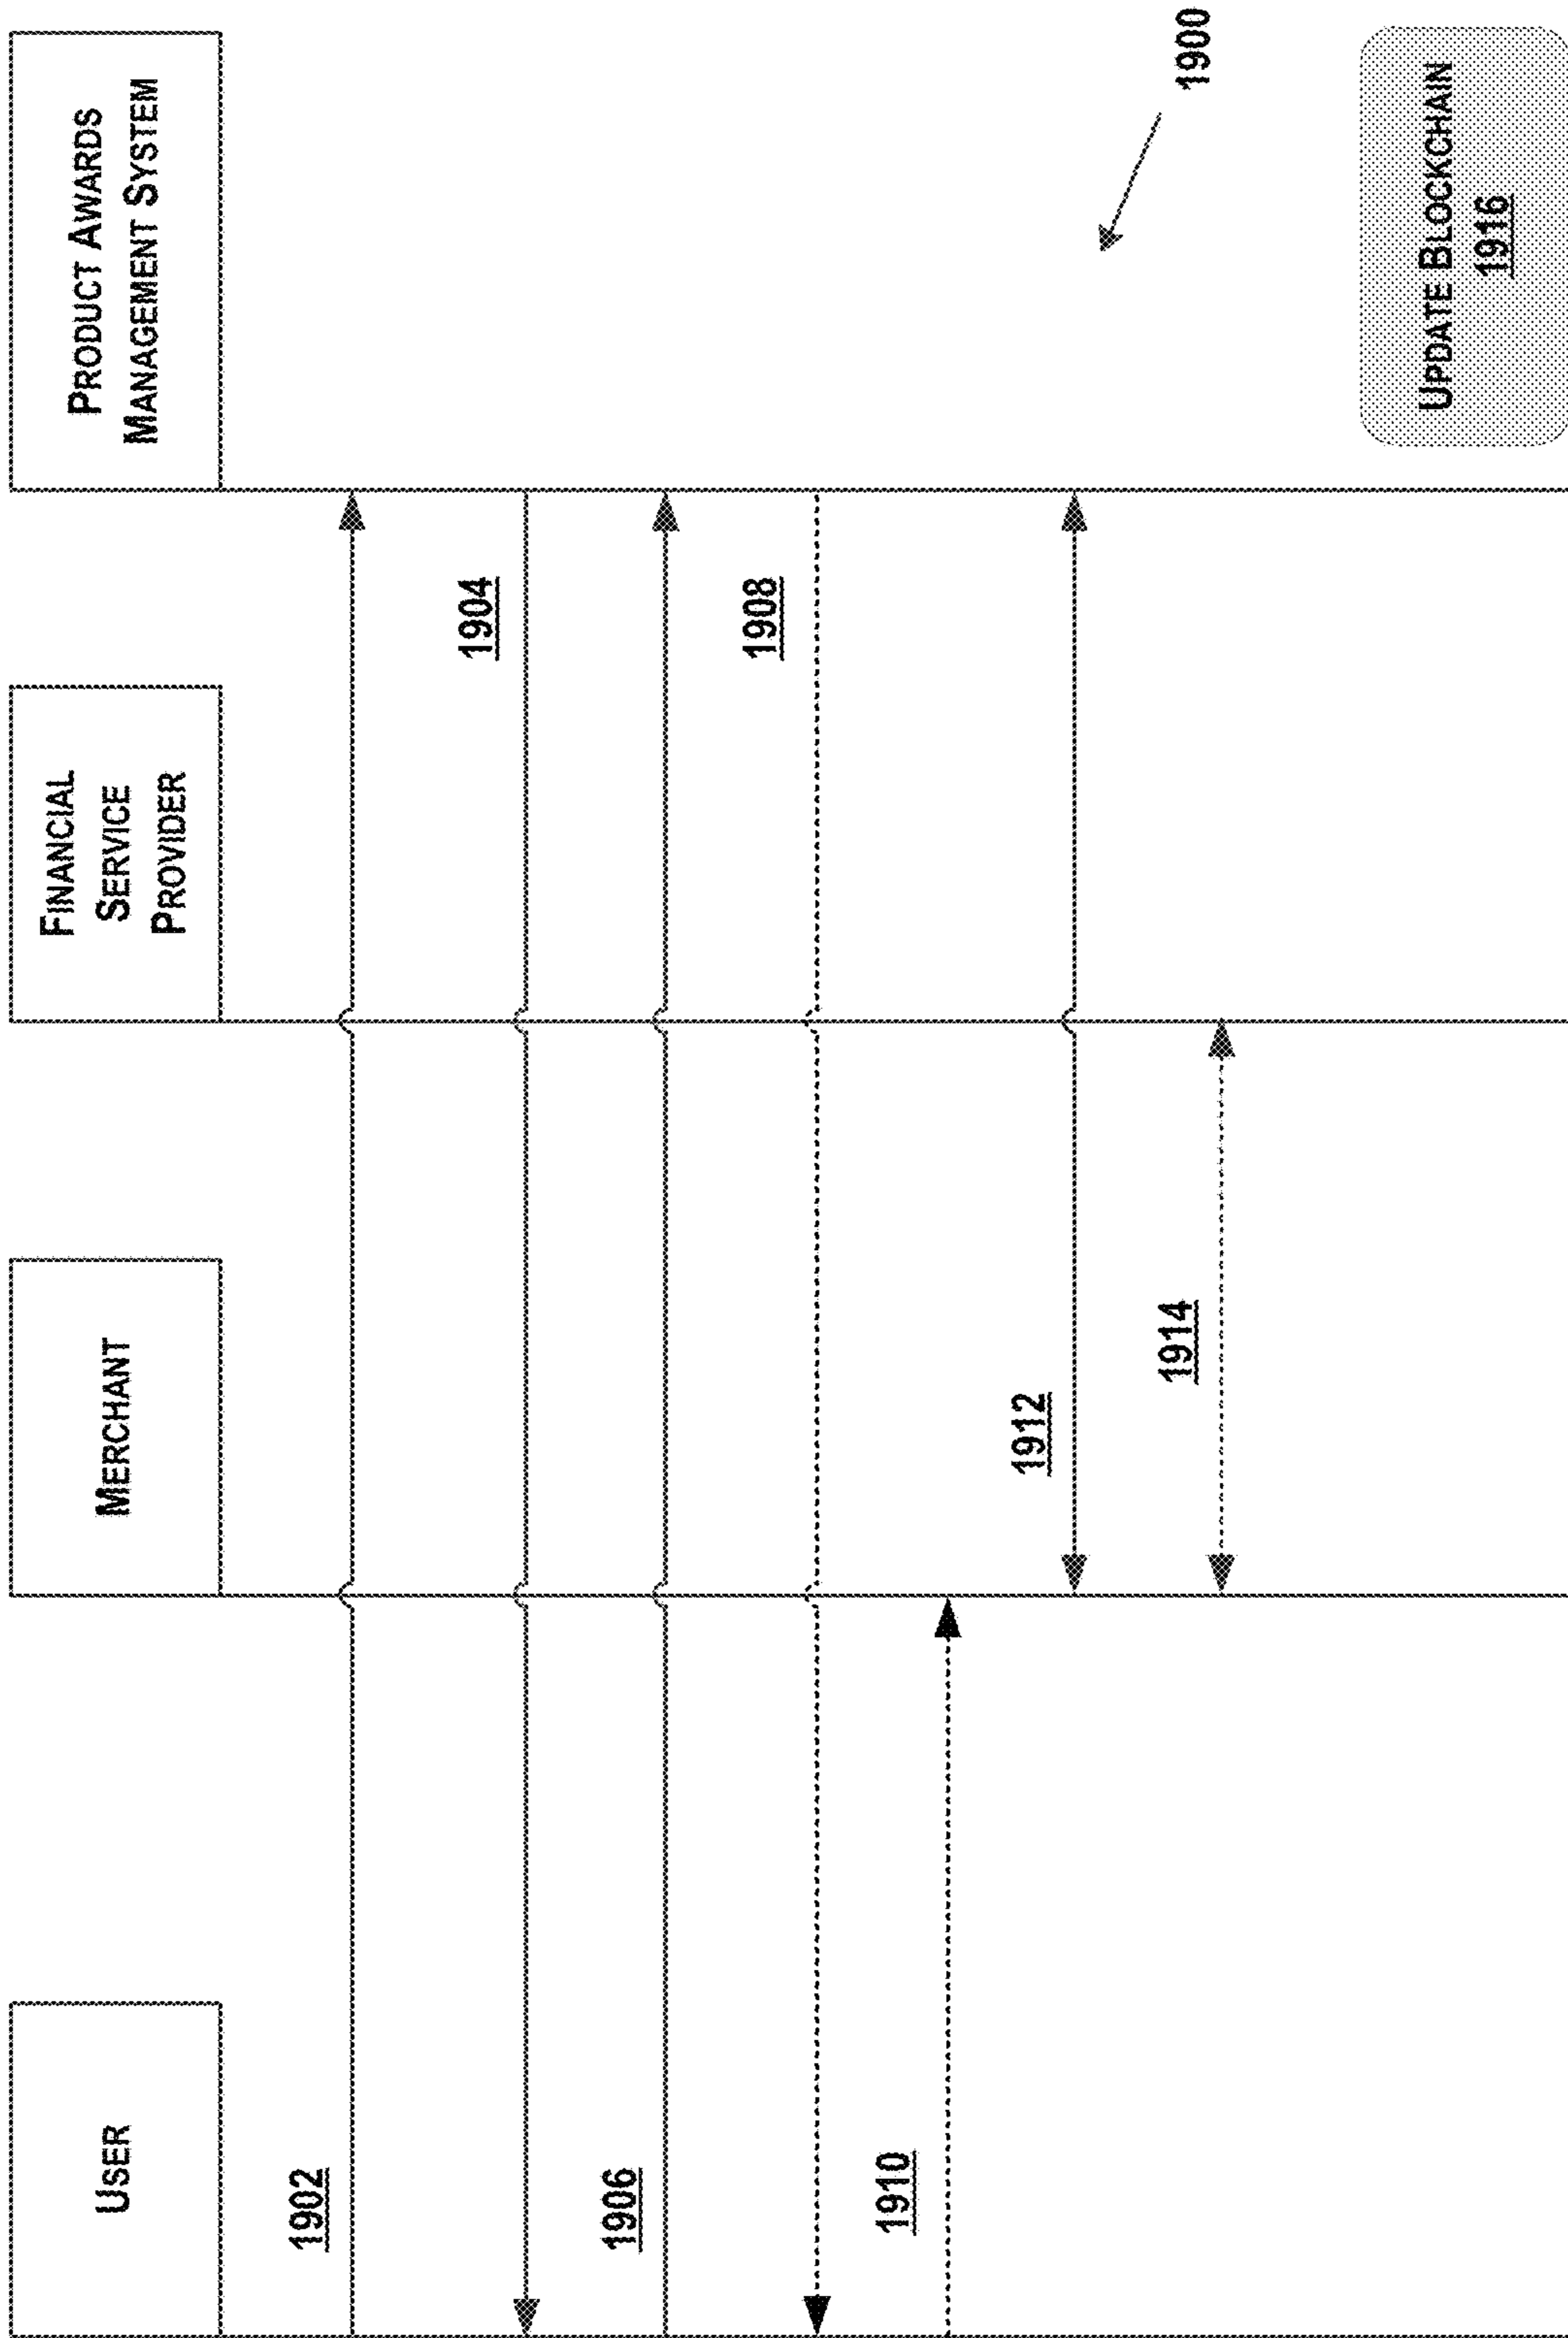 USER
MERCHANT
FINANCIAL
SERVICE
PROVIDER
PRODUCT AWARDS
MANAGEMENT SYSTEM
1902
1904
1906
1908
1910
1912
1914
1900
UPDATE BLOCKCHAIN
1916